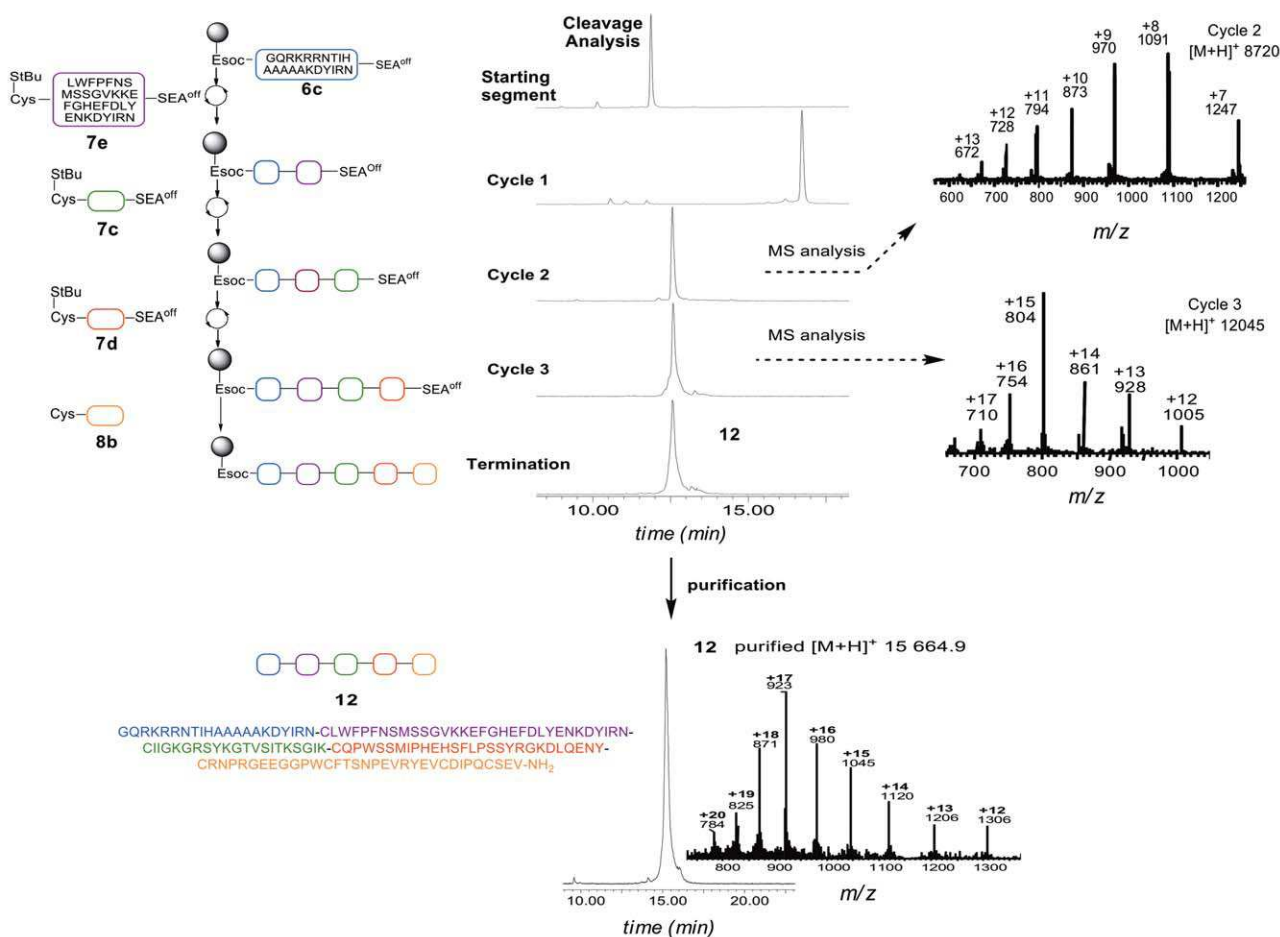 Esoc
GQRKRRNTIH
AAAAAKDYIRN
SEAoff
6c
StBu
Cys
LWFPFNS
MSSGVKKE
FGHEFDLY
ENKDYIRN
SEAoff
7e
Esoc
SEAOff
StBu
Cys
SEAoff
7c
Esoc
SEAoff
StBu
Cys
SEAoff
7d
Esoc
SEAoff
Cys
8b
Esoc
Cleavage
Analysis
Starting
segment
Cycle 1
Cycle 2
Cycle 3
12
Termination
10.00 15.00
time (min)
MS analysis
MS analysis
Cycle 2
[M+H]+ 8720
+13
672
+12
728
+11
794
+10
873
+9
970
+8
1091
+7
1247
600 700 800 900 1000 1100 1200
m/z
Cycle 3
[M+H]+ 12045
+17
710
+16
754
+15
804
+14
861
+13
928
+12
1005
700 800 900 1000
m/z
purification
12
GQRKRRNTIHAAAAAKDYIRN-CLWFPFNSMSSGVKKEFGHEFDLYENKDYIRN-
CIIGKGRSYKGTVSITKSGIK-CQPWSSMIPHEHSFLPSSYRGKDLQENY-
CRNPRGEEGGPWCFTSNPEVRYEVCDIPQCSEV-NH2
12 purified [M+H]+ 15 664.9
+20
784
+19
825
+18
871
+17
923
+16
980
+15
1045
+14
1120
+13
1206
+12
1306
800 900 1000 1100 1200 1300
m/z
10.00 15.00 20.00
time (min)